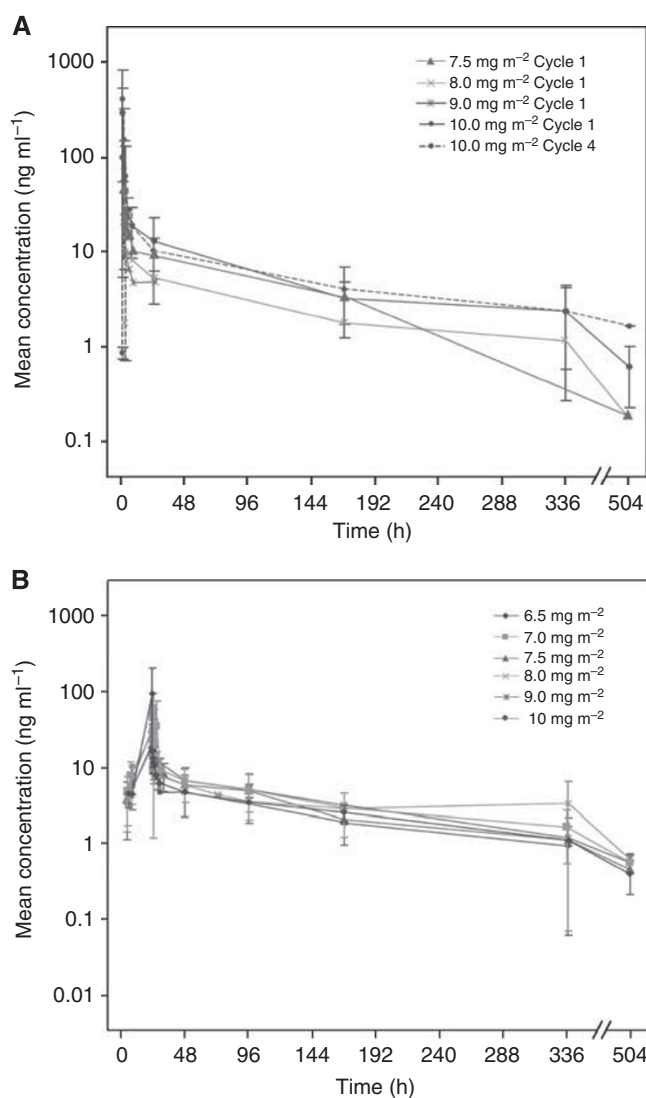 A
Mean concentration (ng ml⁻¹)
1000
100
10
1
0.1
7.5 mg m⁻² Cycle 1
8.0 mg m⁻² Cycle 1
9.0 mg m⁻² Cycle 1
10.0 mg m⁻² Cycle 1
10.0 mg m⁻² Cycle 4
0 48 96 144 192 240 288 336 504
Time (h)
B
Mean concentration (ng ml⁻¹)
1000
100
10
1
0.1
0.01
6.5 mg m⁻²
7.0 mg m⁻²
7.5 mg m⁻²
8.0 mg m⁻²
9.0 mg m⁻²
10 mg m⁻²
0 48 96 144 192 240 288 336 504
Time (h)